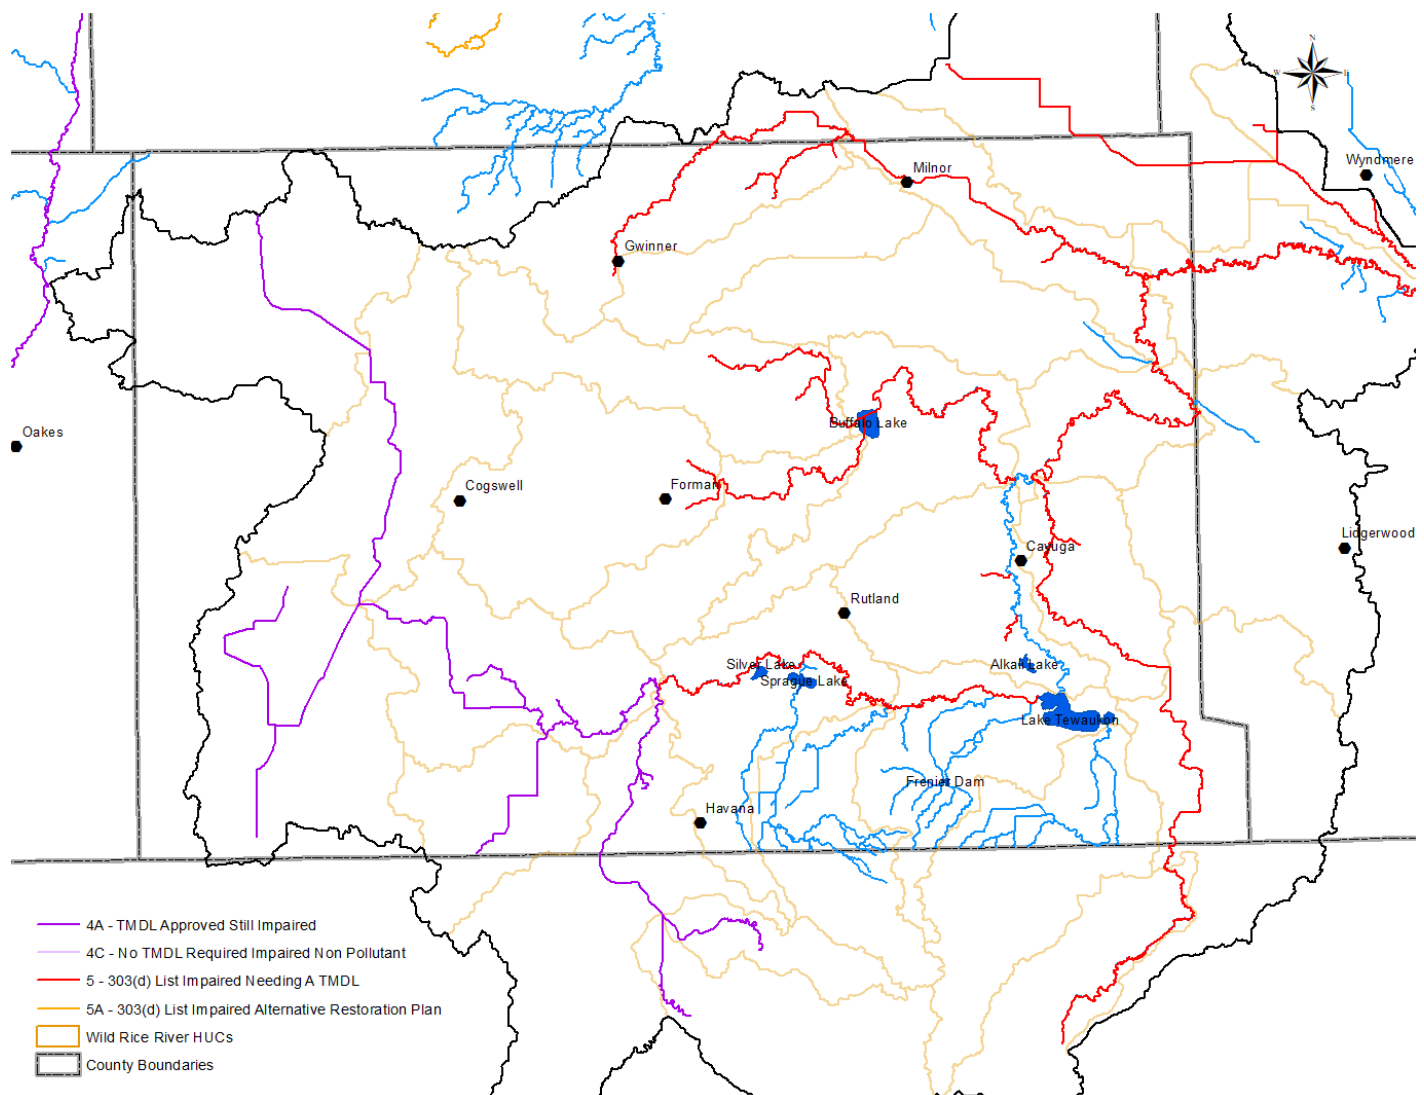 N
W E
S
Wyndmere
Milnor
Gwinner
Buffalo Lake
Oakes
Cogswell
Forman
Lidgerwood
Cayuga
Rutland
Silver Lake
Alkali Lake
Sprague Lake
Lake Tewaukon
Frenier Dam
Havana
4A - TMDL Approved Still Impaired
4C - No TMDL Required Impaired Non Pollutant
5 - 303(d) List Impaired Needing A TMDL
5A - 303(d) List Impaired Alternative Restoration Plan
Wild Rice River HUCs
County Boundaries